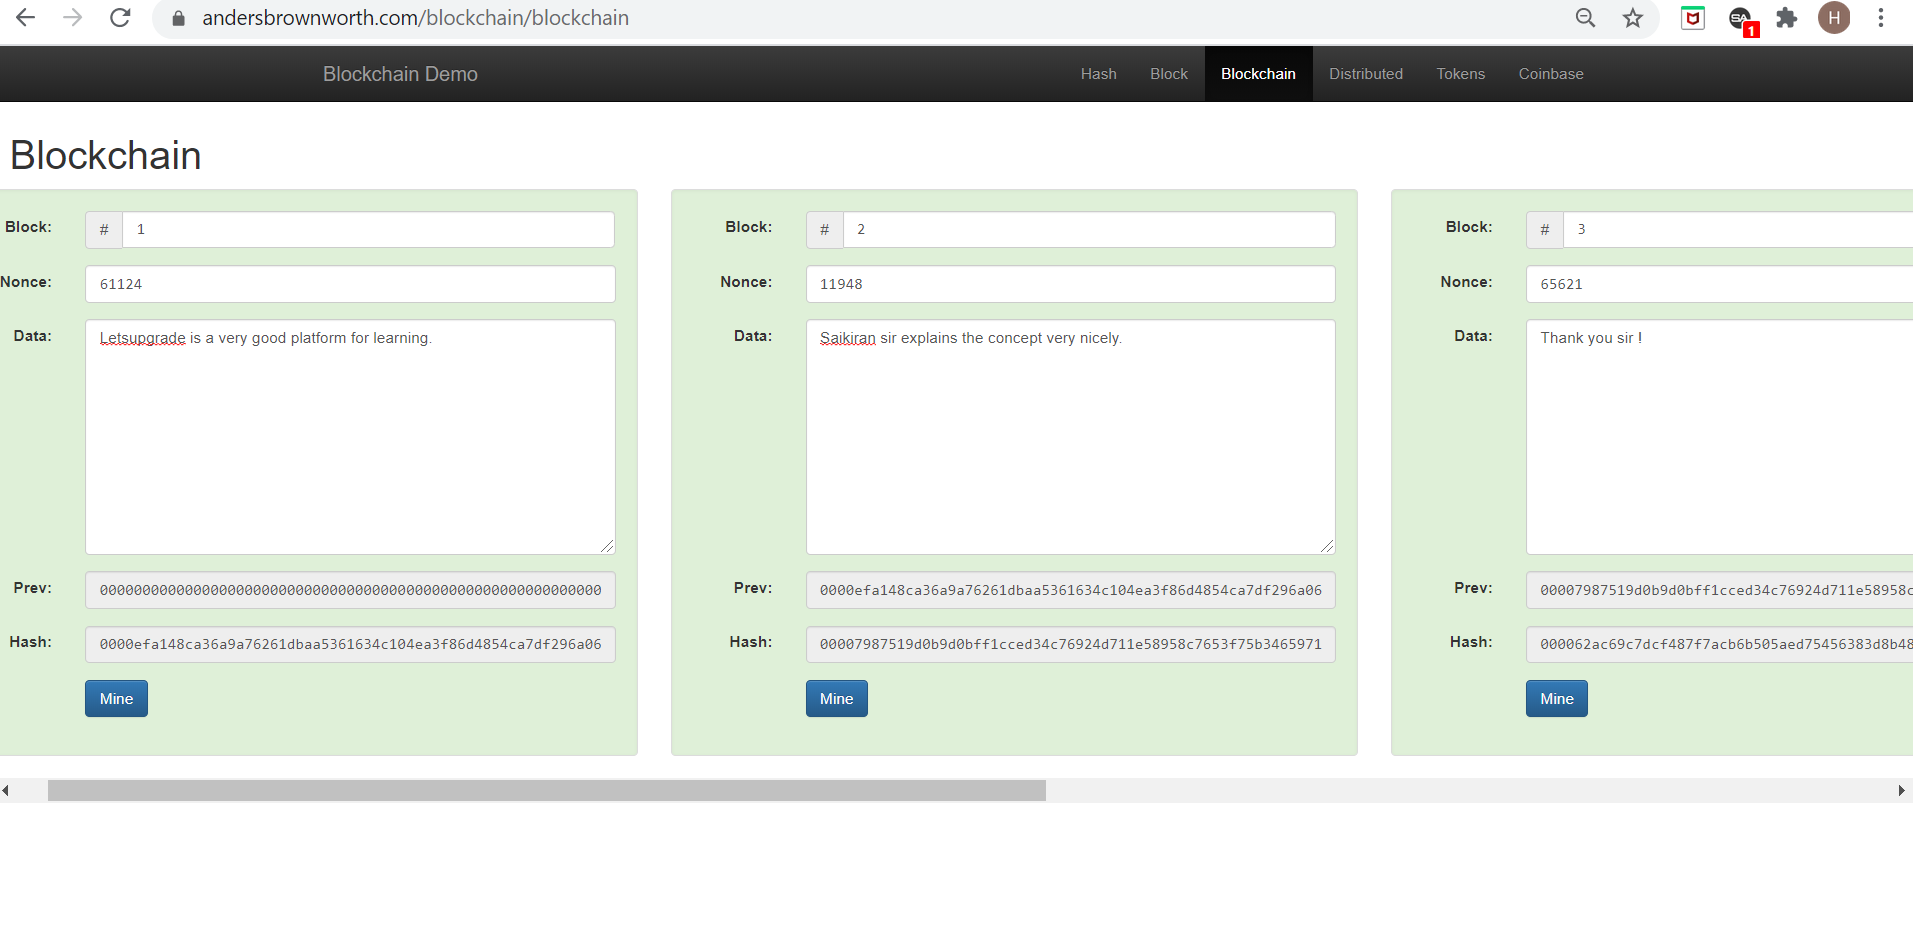 andersbrownworth.com/blockchain/blockchain
SA
1
H
Blockchain Demo
Hash
Block
Blockchain
Distributed
Tokens
Coinbase
Blockchain
Block:
# 1
Nonce:
61124
Data:
Letsupgrade is a very good platform for learning.
Prev:
Hash:
0000efa148ca36a9a76261dbaa5361634c104ea3f86d4854ca7df296a06
Mine
Block:
# 2
Nonce:
11948
Data:
Saikiran sir explains the concept very nicely.
Prev:
0000efa148ca36a9a76261dbaa5361634c104ea3f86d4854ca7df296a06
Hash:
00007987519d0b9d0bff1cced34c76924d711e58958c7653f75b3465971
Mine
Block:
# 3
Nonce:
65621
Data:
Thank you sir !
Prev:
00007987519d0b9d0bff1cced34c76924d711e58958c
Hash:
000062ac69c7dcf487f7acb6b505aed75456383d8b48
Mine